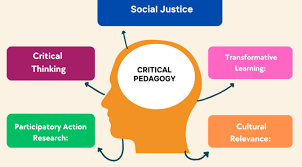 Social Justice
Critical
Thinking
Transformative
Learning:
CRITICAL
PEDAGOGY
Participatory Action
Research:
Cultural
Relevance: